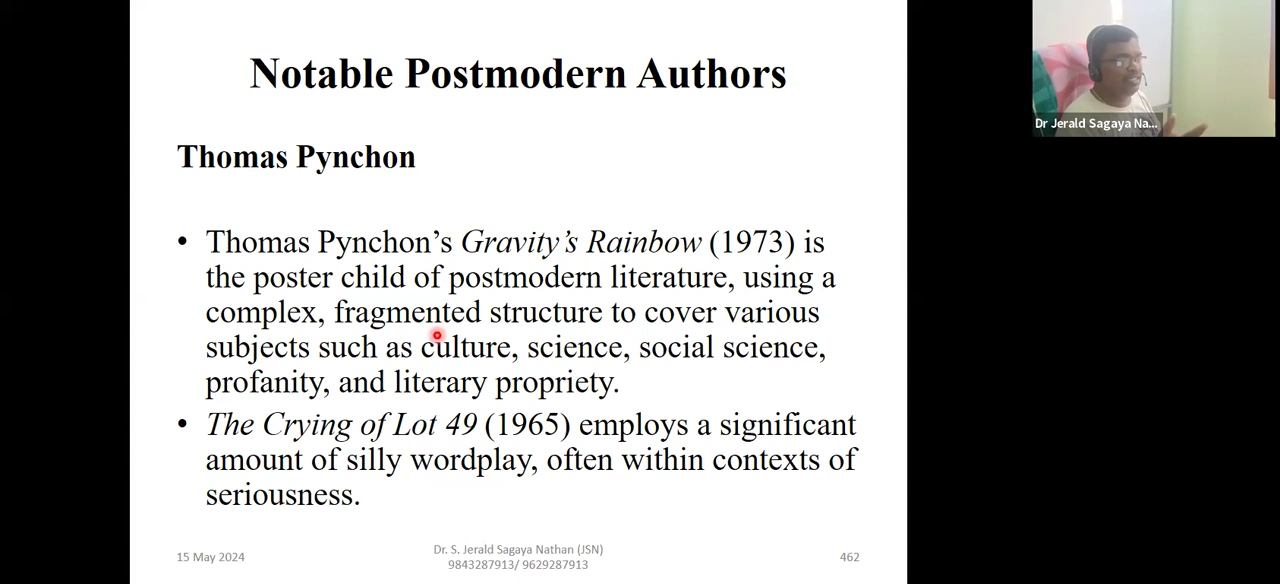 Notable Postmodern Authors
Dr Jerald Sagaya Na...
Thomas Pynchon
• Thomas Pynchon’s Gravity’s Rainbow (1973) is
the poster child of postmodern literature, using a
complex, fragmented structure to cover various
subjects such as culture, science, social science,
profanity, and literary propriety.
• The Crying of Lot 49 (1965) employs a significant
amount of silly wordplay, often within contexts of
seriousness.
15 May 2024
Dr. S. Jerald Sagaya Nathan (JSN)
9843287913/ 9629287913
462